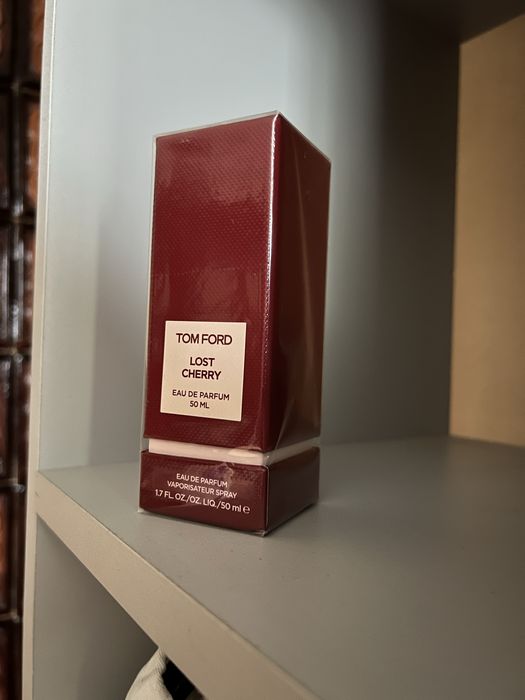 TOM FORD
LOST
CHERRY
EAU DE PARFUM
50 ML
EAU DE PARFUM
VAPORISATEUR SPRAY
1.7 FL. OZ./OZ. LIQ./50 ml ℮